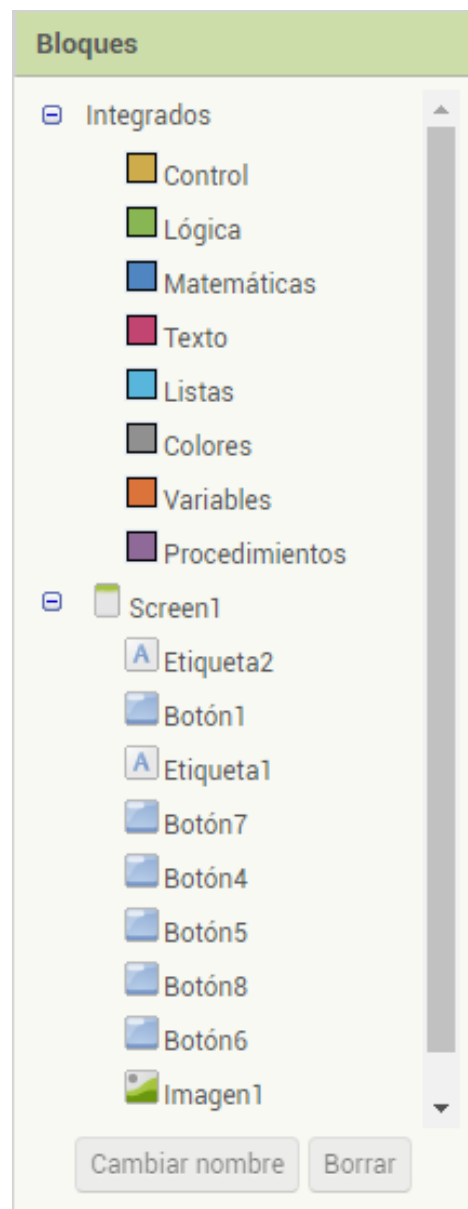 Bloques
Integrados
Control
Lógica
Matemáticas
Texto
Listas
Colores
Variables
Procedimientos
Screen1
A Etiqueta2
Botón1
A Etiqueta1
Botón7
Botón4
Botón5
Botón8
Botón6
Imagen1
Cambiar nombre Borrar